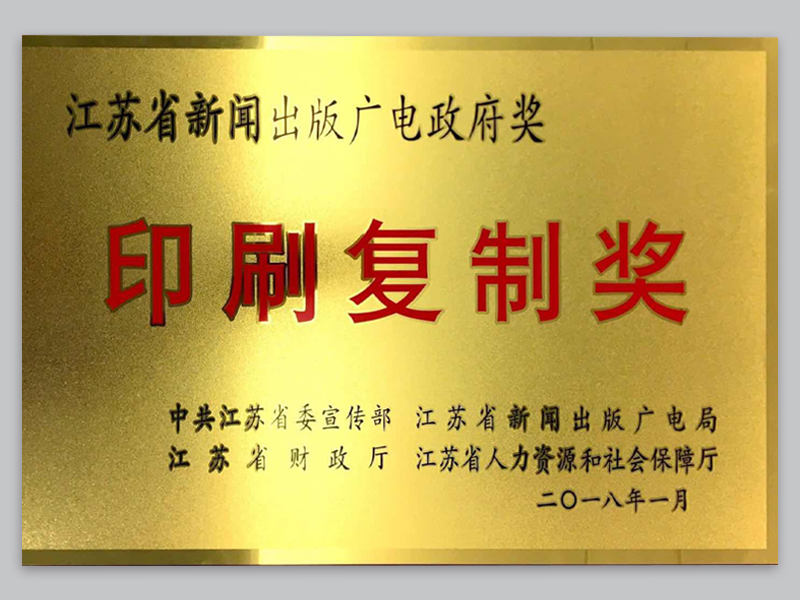 江苏省新闻出版广电政府奖
印刷复制奖
中共江苏省委宣传部 江苏省新闻出版广电局
江苏省财政厅 江苏省人力资源和社会保障厅
二〇一八年一月